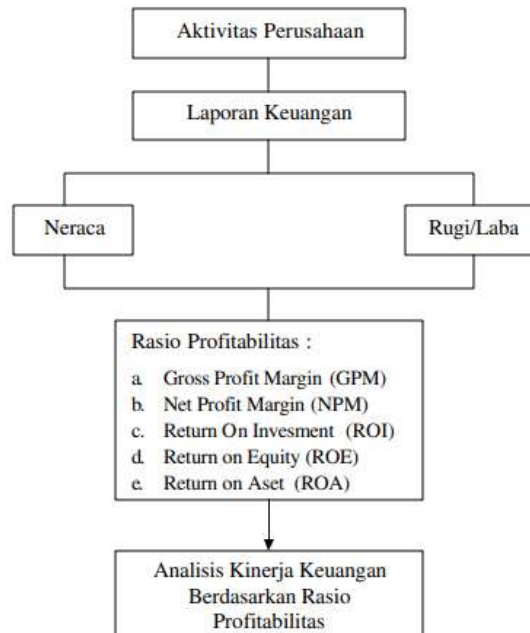 Aktivitas Perusahaan
Laporan Keuangan
Neraca
Rugi/Laba
Rasio Profitabilitas :
a. Gross Profit Margin (GPM)
b. Net Profit Margin (NPM)
c. Return On Invesment (ROI)
d. Return on Equity (ROE)
e. Return on Aset (ROA)
Analisis Kinerja Keuangan
Berdasarkan Rasio
Profitabilitas